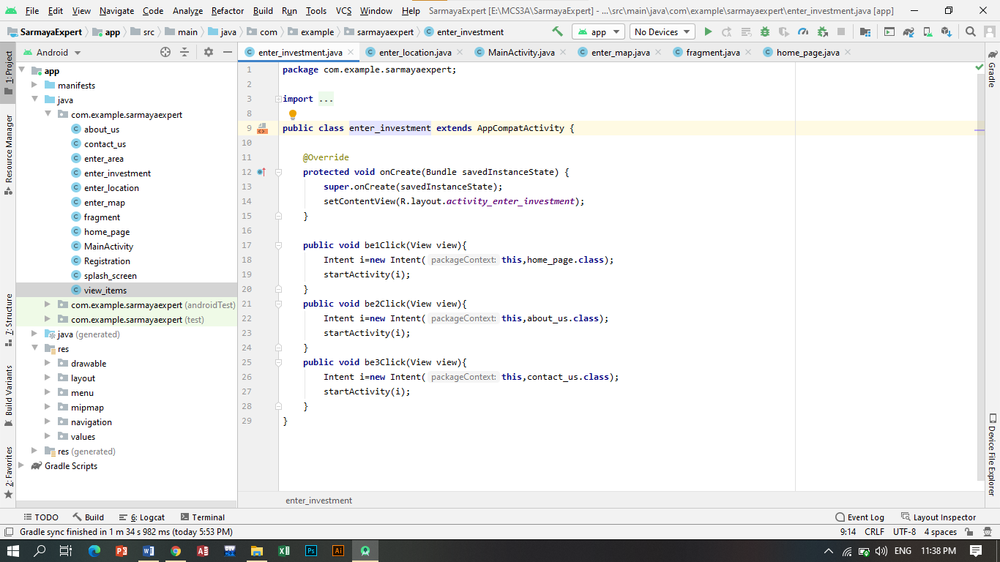 File Edit View Navigate Code Analyze Refactor Build Run Tools VCS Window Help SarmayaExpert [E:\MCS3A\SarmayaExpert] - ...\src\main\java\com\example\sarmayaexpert\enter_investment.java [app]
SarmayaExpert app src main java com example sarmayaexpert enter_investment app No Devices
Android
enter_investment.java enter_location.java MainActivity.java enter_map.java fragment.java home_page.java
1: Project
Resource Manager
Z: Structure
Build Variants
2: Favorites
app
manifests
java
com.example.sarmayaexpert
about_us
contact_us
enter_area
enter_investment
enter_location
enter_map
fragment
home_page
MainActivity
Registration
splash_screen
view_items
com.example.sarmayaexpert (androidTest)
com.example.sarmayaexpert (test)
java (generated)
res
drawable
layout
menu
mipmap
navigation
values
res (generated)
Gradle Scripts
1 package com.example.sarmayaexpert;
2
3 import ...
8
9 public class enter_investment extends AppCompatActivity {
10
11 @Override
12 protected void onCreate(Bundle savedInstanceState) {
13 super.onCreate(savedInstanceState);
14 setContentView(R.layout.activity_enter_investment);
15 }
16
17 public void be1Click(View view){
18 Intent i=new Intent( packageContext: this,home_page.class);
19 startActivity(i);
20 }
21 public void be2Click(View view){
22 Intent i=new Intent( packageContext: this,about_us.class);
23 startActivity(i);
24 }
25 public void be3Click(View view){
26 Intent i=new Intent( packageContext: this,contact_us.class);
27 startActivity(i);
28 }
29 }
enter_investment
Gradle
Device File Explorer
TODO Build 6: Logcat Terminal Event Log Layout Inspector
Gradle sync finished in 1 m 34 s 982 ms (today 5:53 PM) 9:14 CRLF UTF-8 4 spaces
ENG 11:38 PM